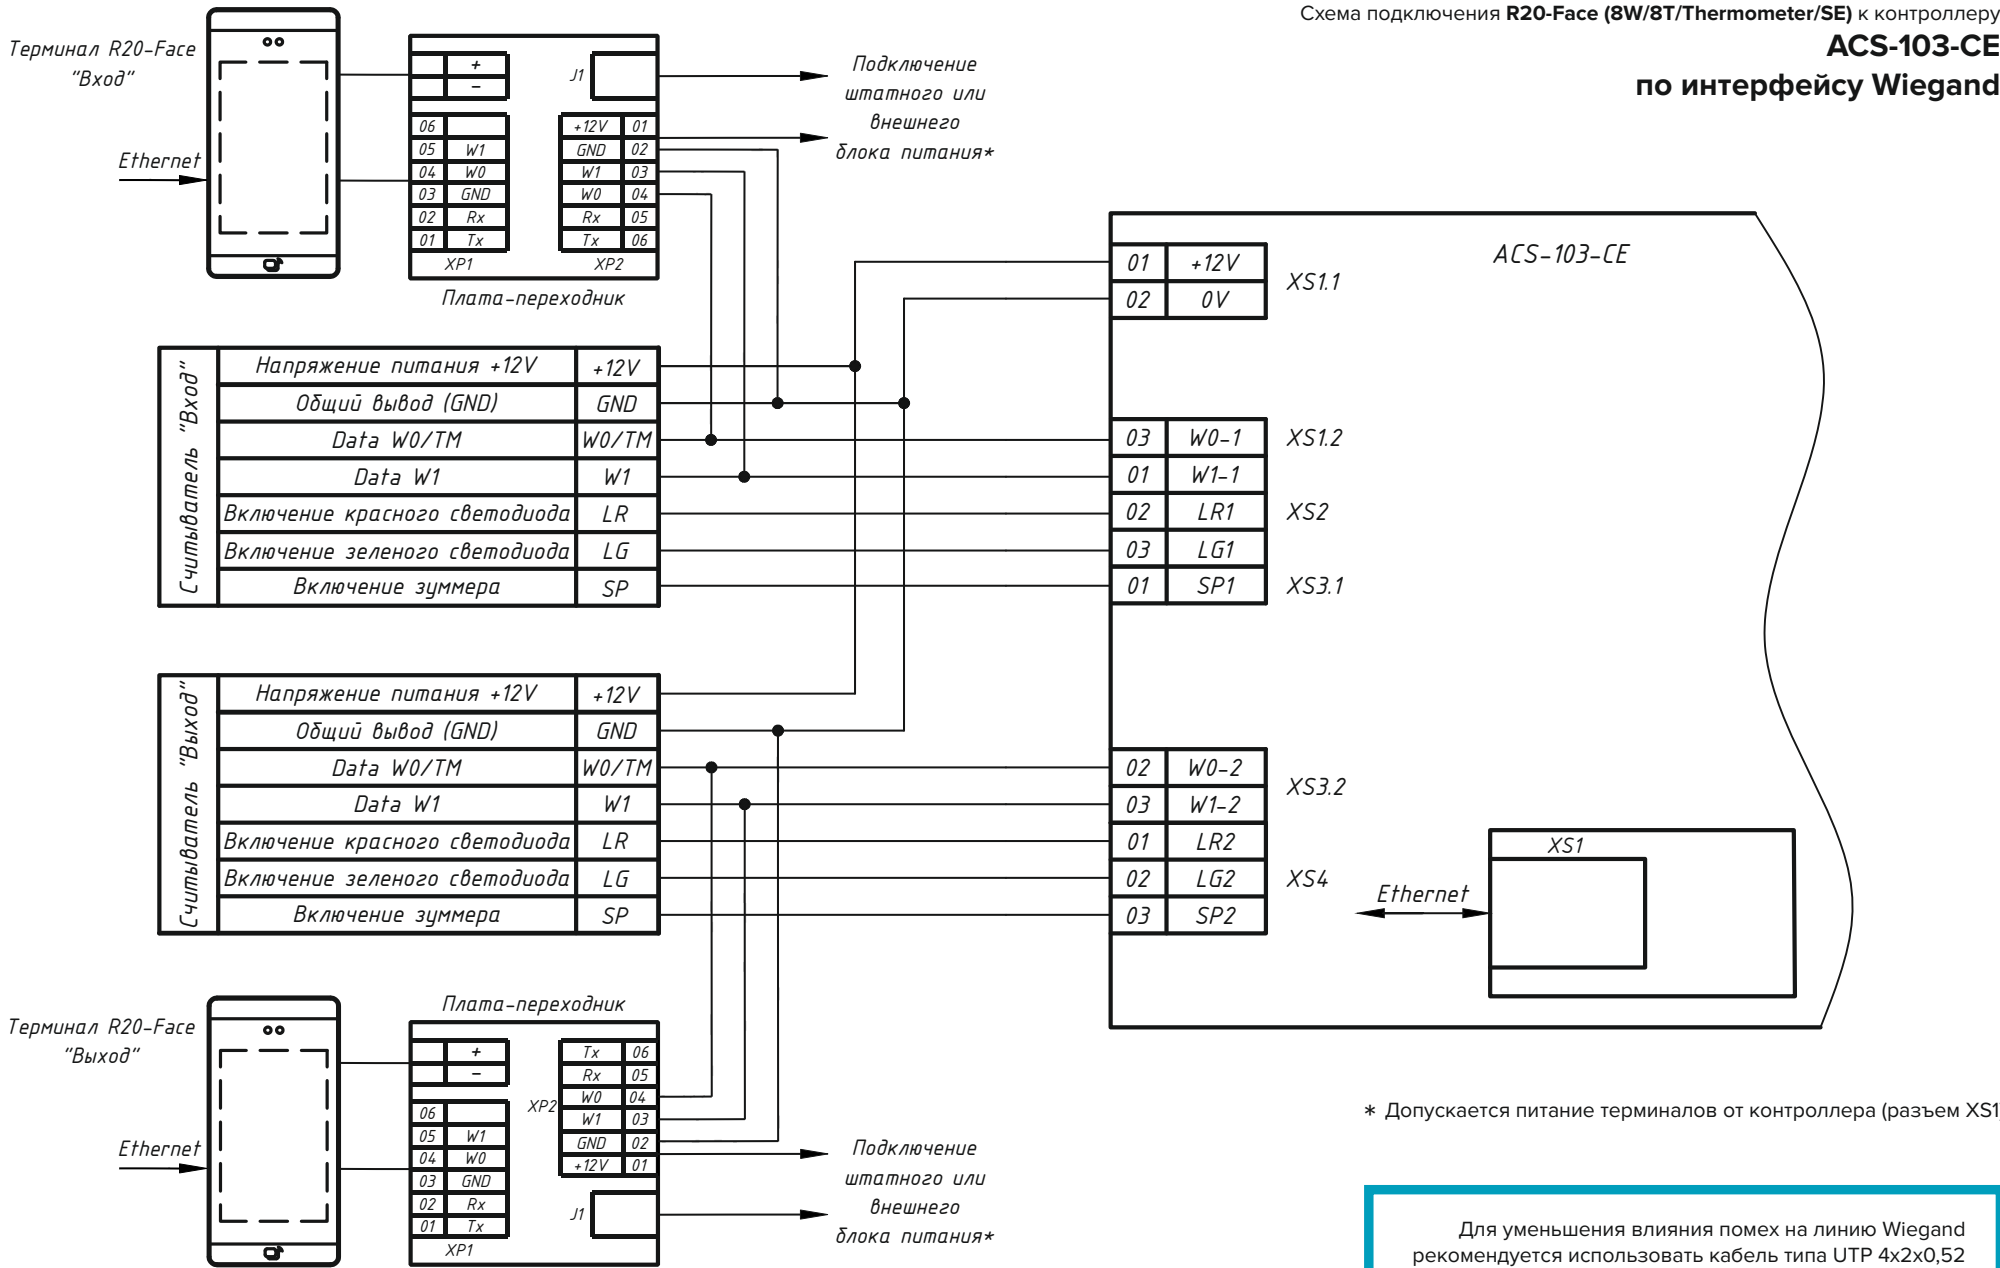 Схема подключения R20-Face (8W/8T/Thermometer/SE) к контроллеру
ACS-103-CE
по интерфейсу Wiegand
Терминал R20-Face
"Вход"
Ethernet
+
−
J1
06
05 W1
04 W0
03 GND
02 Rx
01 Tx
XP1
+12V 01
GND 02
W1 03
W0 04
Rx 05
Tx 06
XP2
Плата-переходник
Подключение
штатного или
внешнего
блока питания*
Считыватель "Вход"
Напряжение питания +12V +12V
Общий вывод (GND) GND
Data W0/TM W0/TM
Data W1 W1
Включение красного светодиода LR
Включение зеленого светодиода LG
Включение зуммера SP
ACS-103-CE
01 +12V
02 0V
XS1.1
03 W0-1 XS1.2
01 W1-1
02 LR1 XS2
03 LG1
01 SP1 XS3.1
Считыватель "Выход"
Напряжение питания +12V +12V
Общий вывод (GND) GND
Data W0/TM W0/TM
Data W1 W1
Включение красного светодиода LR
Включение зеленого светодиода LG
Включение зуммера SP
02 W0-2
03 W1-2
XS3.2
01 LR2
02 LG2 XS4
03 SP2
XS1
Ethernet
Плата-переходник
Терминал R20-Face
"Выход"
Ethernet
+
−
06
05 W1
04 W0
03 GND
02 Rx
01 Tx
XP1
Tx 06
Rx 05
W0 04
W1 03
GND 02
+12V 01
XP2
J1
Подключение
штатного или
внешнего
блока питания*
* Допускается питание терминалов от контроллера (разъем XS1
Для уменьшения влияния помех на линию Wiegand
рекомендуется использовать кабель типа UTP 4x2x0,52